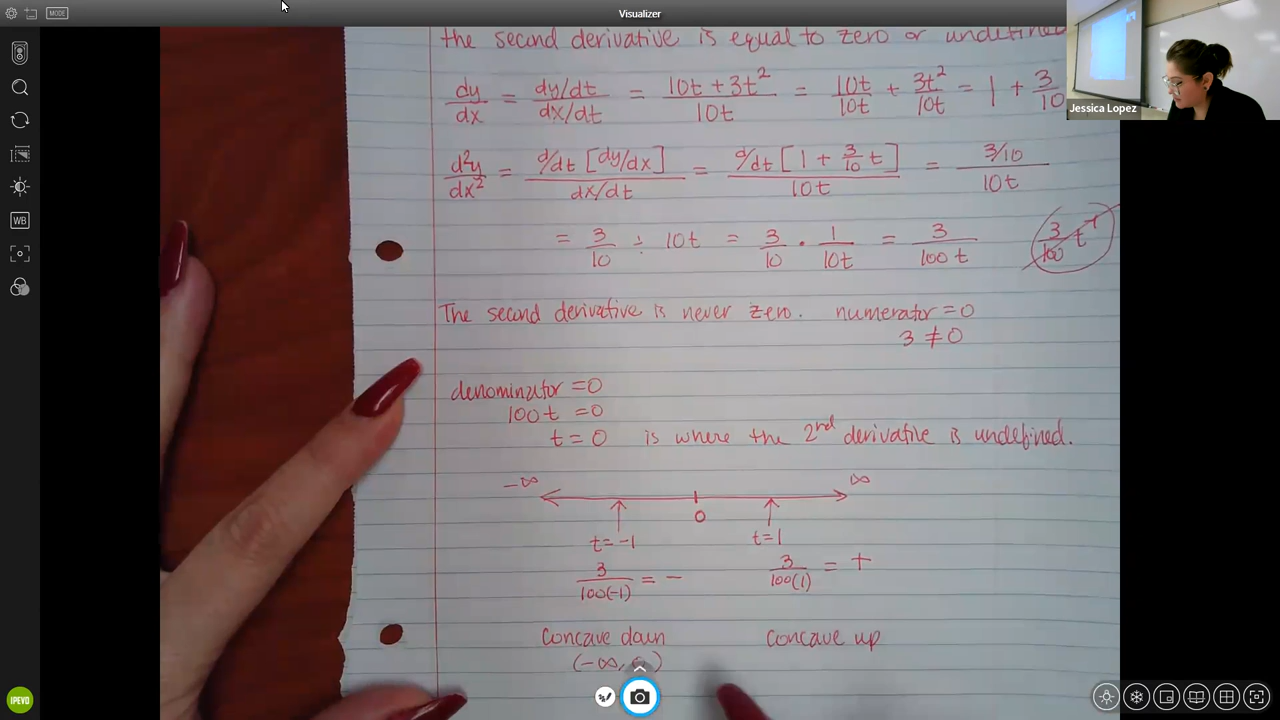 MODE
Visualizer
WB
IPEVO
Jessica Lopez
the second derivative is equal to zero or undefined
dy/dx = (dy/dt)/(dx/dt) = (10t + 3t²)/10t = 10t/10t + 3t²/10t = 1 + 3/10
d²y/dx² = (d/dt [dy/dx])/(dx/dt) = (d/dt [1 + 3/10 t])/10t = (3/10)/10t
= 3/10 ÷ 10t = 3/10 · 1/10t = 3/100t
The second derivative is never zero. numerator = 0
3 ≠ 0
denominator = 0
100t = 0
t = 0 is where the 2nd derivative is undefined.
-∞ ∞
0
t = -1 t = 1
3/100(-1) = - 3/100(1) = +
Concave down Concave up
(-∞,